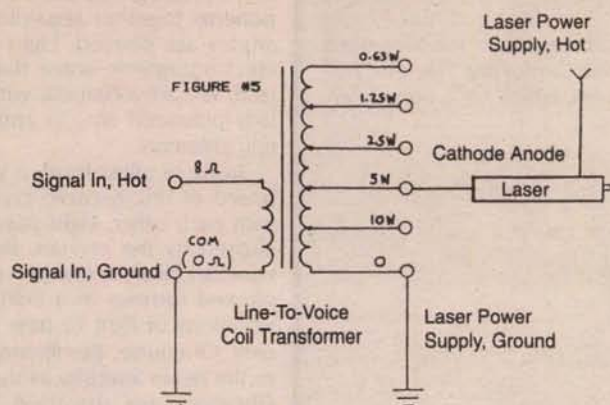 Laser Power
Supply, Hot
0.63W
FIGURE #5
1.25W
2.5W
Cathode Anode
Signal In, Hot
8Ω
5W
Laser
10W
COM
(0Ω)
0
Signal In, Ground
Line-To-Voice
Coil Transformer
Laser Power
Supply, Ground